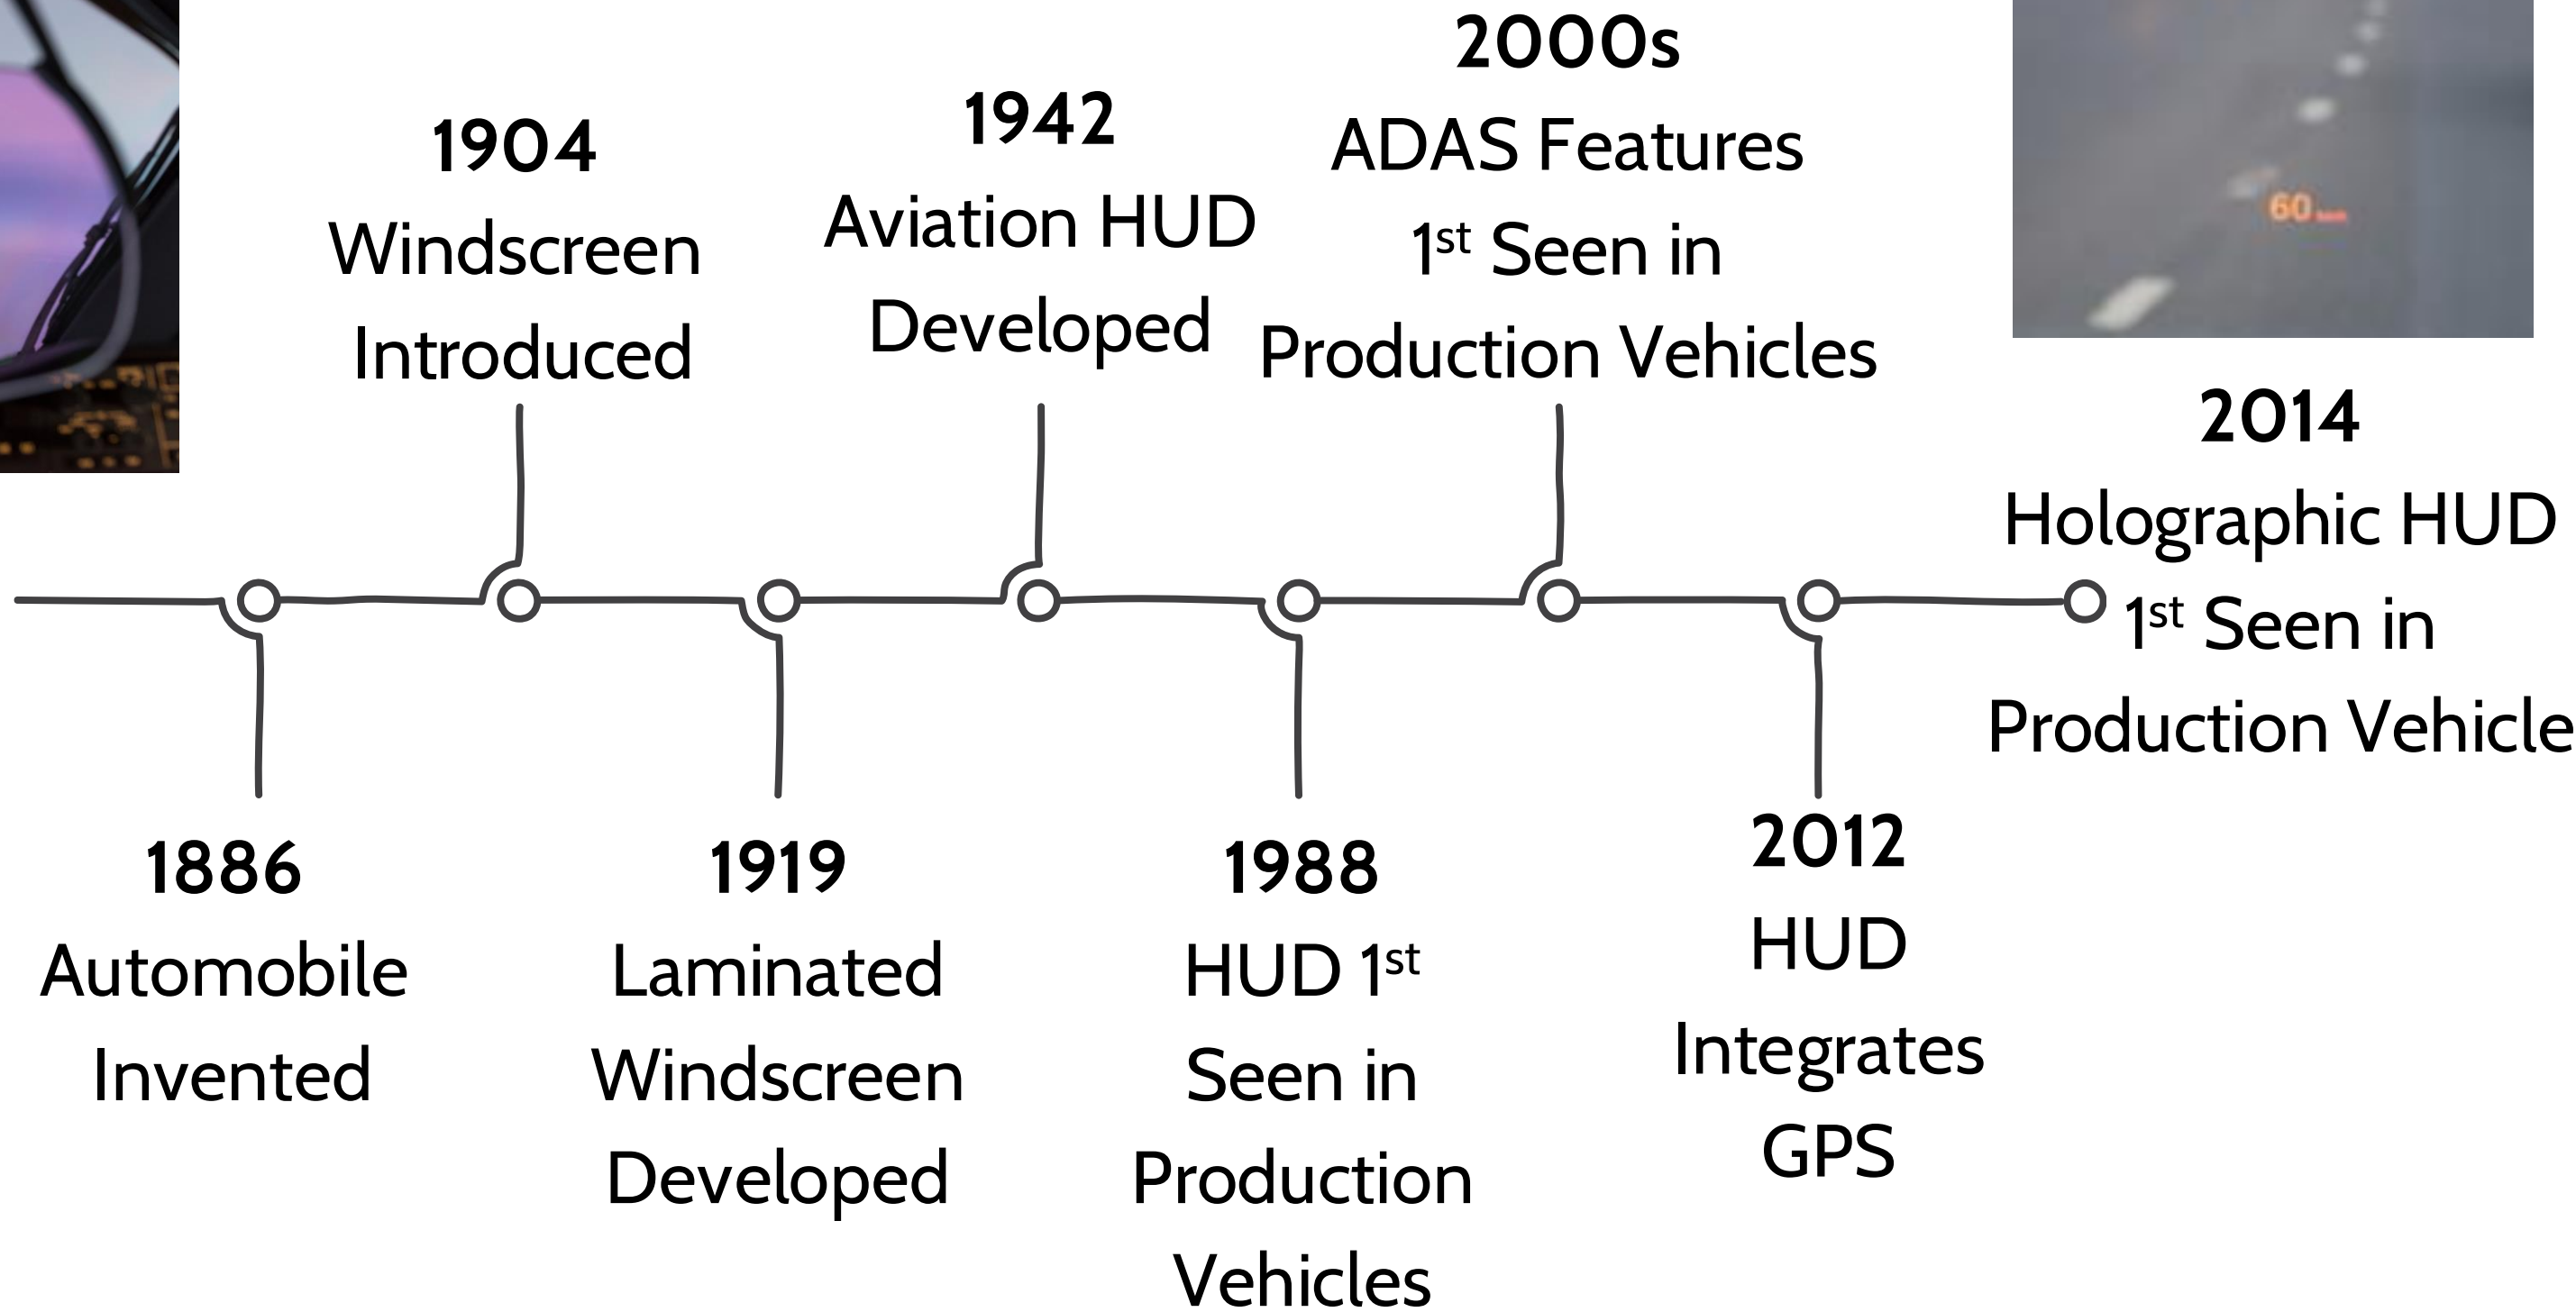 1886
Automobile
Invented
1904
Windscreen
Introduced
1919
Laminated
Windscreen
Developed
1942
Aviation HUD
Developed
1988
HUD 1st
Seen in
Production
Vehicles
2000s
ADAS Features
1st Seen in
Production Vehicles
2012
HUD
Integrates
GPS
60
2014
Holographic HUD
1st Seen in
Production Vehicle